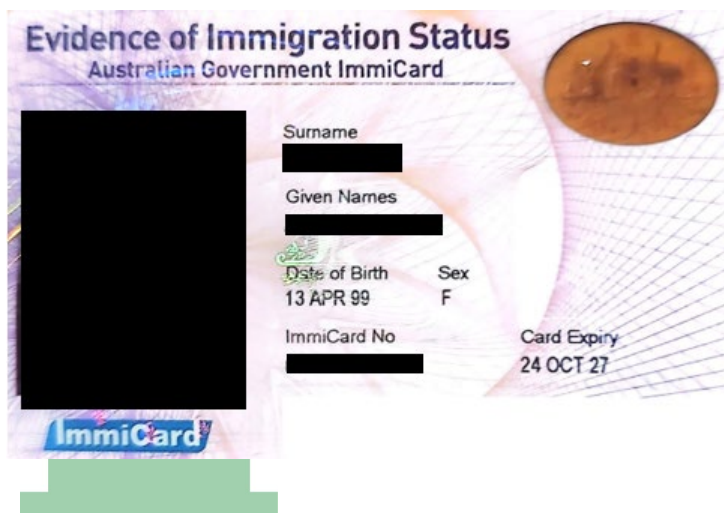 Evidence of Immigration Status
Australian Government ImmiCard
Surname
Given Names
Date of Birth Sex
13 APR 99 F
ImmiCard No Card Expiry
24 OCT 27
ImmiCard